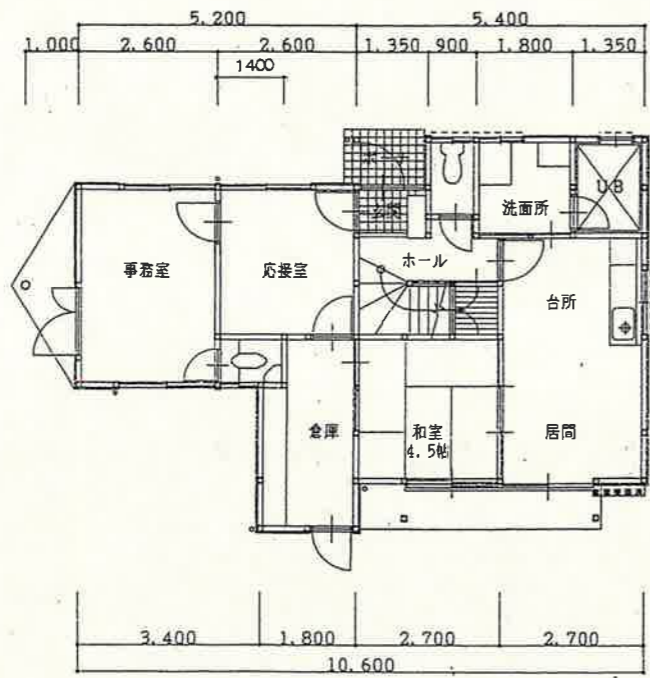 5.200 5.400
1.000 2.600 2.600 1.350 900 1.800 1.350
1400
ポーチ
玄関
洗面所
UB
事務室
応接室
ホール
台所
倉庫
和室
4.5帖
居間
3.400 1.800 2.700 2.700
10.600